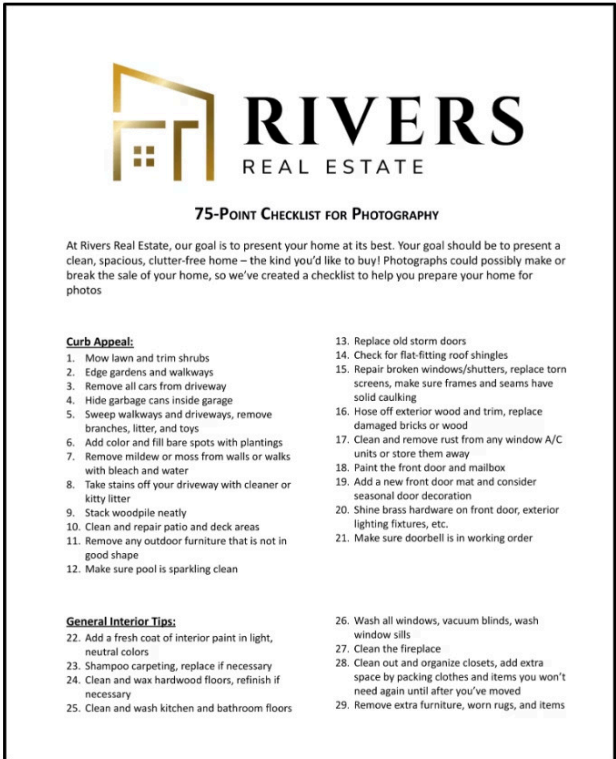 RIVERS
REAL ESTATE
75-Point Checklist for Photography
At Rivers Real Estate, our goal is to present your home at its best. Your goal should be to present a
clean, spacious, clutter-free home – the kind you'd like to buy! Photographs could possibly make or
break the sale of your home, so we've created a checklist to help you prepare your home for
photos
Curb Appeal:
1. Mow lawn and trim shrubs
2. Edge gardens and walkways
3. Remove all cars from driveway
4. Hide garbage cans inside garage
5. Sweep walkways and driveways, remove
branches, litter, and toys
6. Add color and fill bare spots with plantings
7. Remove mildew or moss from walls or walks
with bleach and water
8. Take stains off your driveway with cleaner or
kitty litter
9. Stack woodpile neatly
10. Clean and repair patio and deck areas
11. Remove any outdoor furniture that is not in
good shape
12. Make sure pool is sparkling clean
13. Replace old storm doors
14. Check for flat-fitting roof shingles
15. Repair broken windows/shutters, replace torn
screens, make sure frames and seams have
solid caulking
16. Hose off exterior wood and trim, replace
damaged bricks or wood
17. Clean and remove rust from any window A/C
units or store them away
18. Paint the front door and mailbox
19. Add a new front door mat and consider
seasonal door decoration
20. Shine brass hardware on front door, exterior
lighting fixtures, etc.
21. Make sure doorbell is in working order
General Interior Tips:
22. Add a fresh coat of interior paint in light,
neutral colors
23. Shampoo carpeting, replace if necessary
24. Clean and wax hardwood floors, refinish if
necessary
25. Clean and wash kitchen and bathroom floors
26. Wash all windows, vacuum blinds, wash
window sills
27. Clean the fireplace
28. Clean out and organize closets, add extra
space by packing clothes and items you won't
need again until after you've moved
29. Remove extra furniture, worn rugs, and items